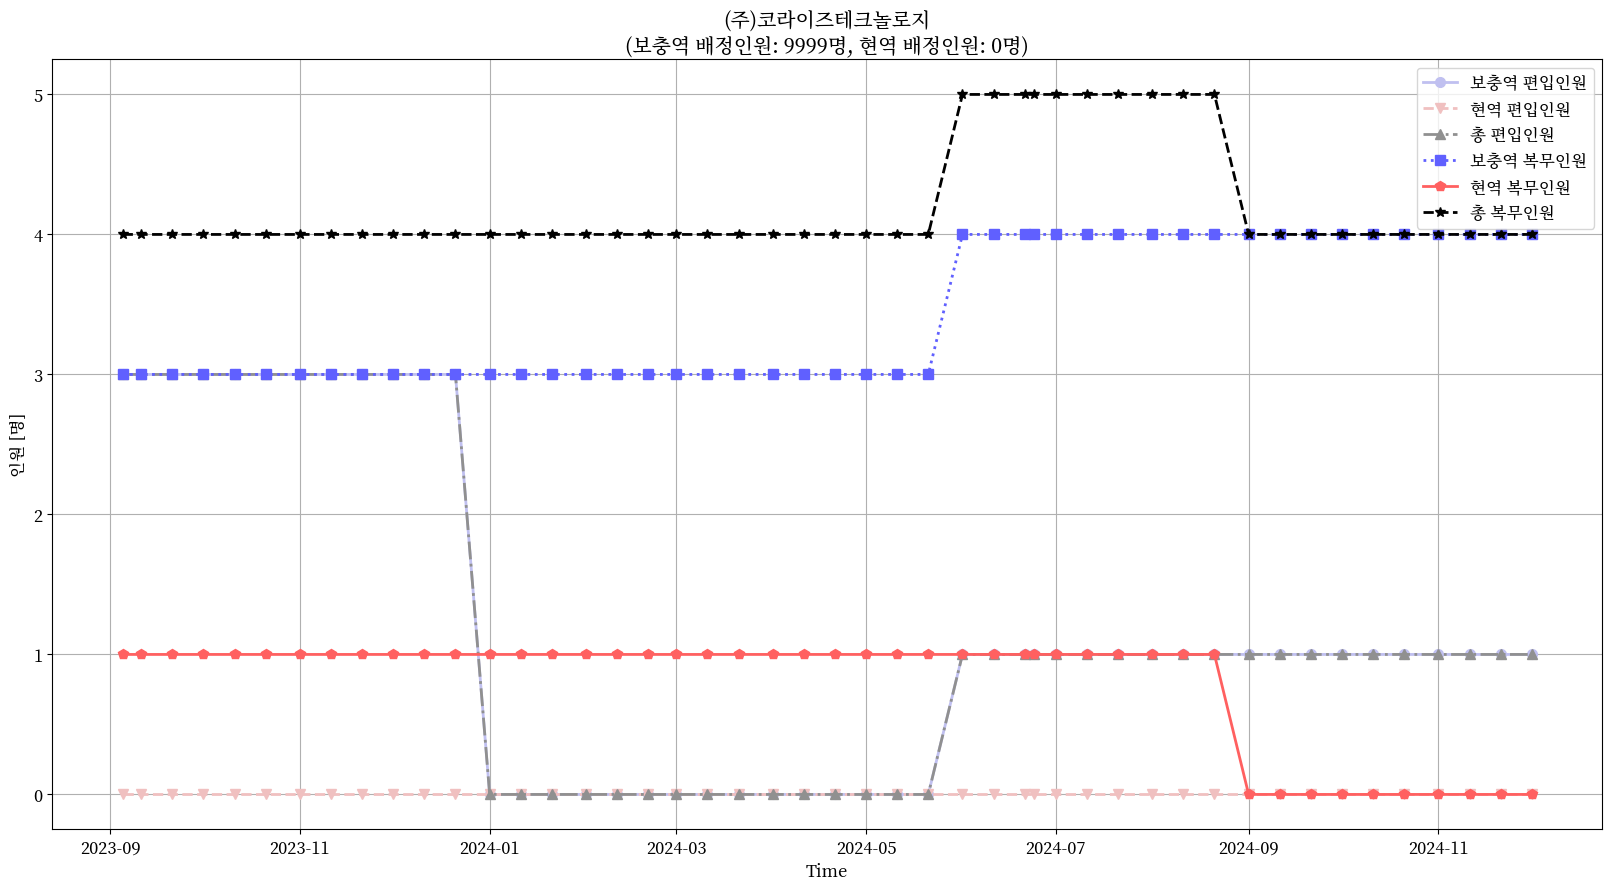 (주)코라이즈테크놀로지
(보충역 배정인원: 9999명, 현역 배정인원: 0명)
보충역 편입인원
현역 편입인원
총 편입인원
보충역 복무인원
현역 복무인원
총 복무인원
인원 [명]
5
4
3
2
1
0
2023-09 2023-11 2024-01 2024-03 2024-05 2024-07 2024-09 2024-11
Time